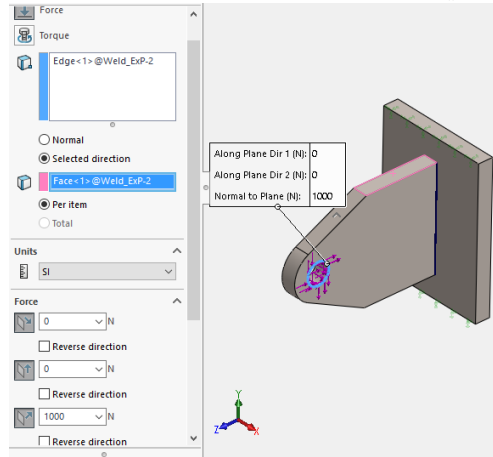 Force
Torque
Edge<1>@Weld_ExP-2
Normal
Selected direction
Face<1>@Weld_ExP-2
Per item
Total
Units
SI
Force
0 N
Reverse direction
0 N
Reverse direction
1000 N
Reverse direction
Along Plane Dir 1 (N): 0
Along Plane Dir 2 (N): 0
Normal to Plane (N): 1000
Y
Z
X